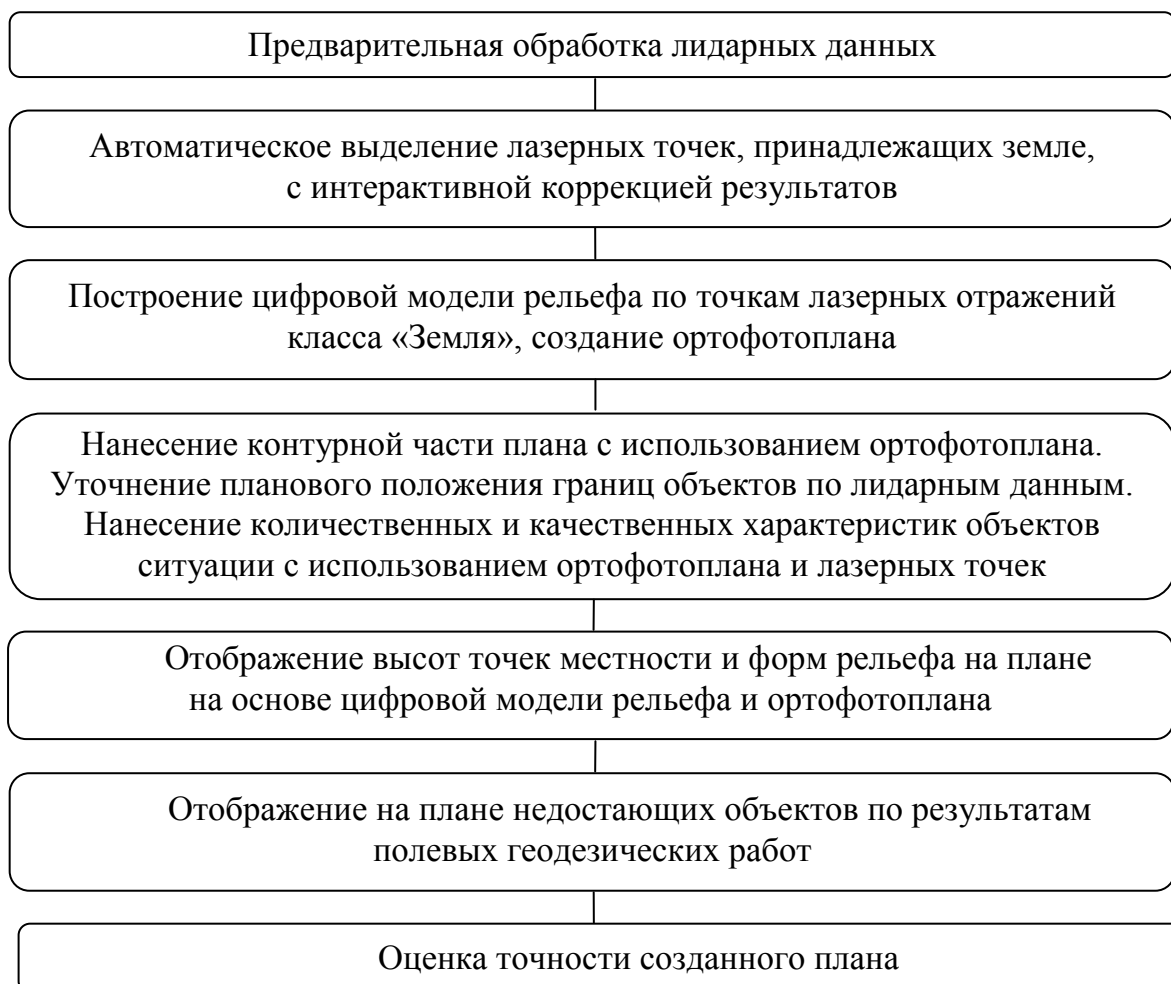 Предварительная обработка лидарных данных
Автоматическое выделение лазерных точек, принадлежащих земле,
с интерактивной коррекцией результатов
Построение цифровой модели рельефа по точкам лазерных отражений
класса «Земля», создание ортофотоплана
Нанесение контурной части плана с использованием ортофотоплана.
Уточнение планового положения границ объектов по лидарным данным.
Нанесение количественных и качественных характеристик объектов
ситуации с использованием ортофотоплана и лазерных точек
Отображение высот точек местности и форм рельефа на плане
на основе цифровой модели рельефа и ортофотоплана
Отображение на плане недостающих объектов по результатам
полевых геодезических работ
Оценка точности созданного плана